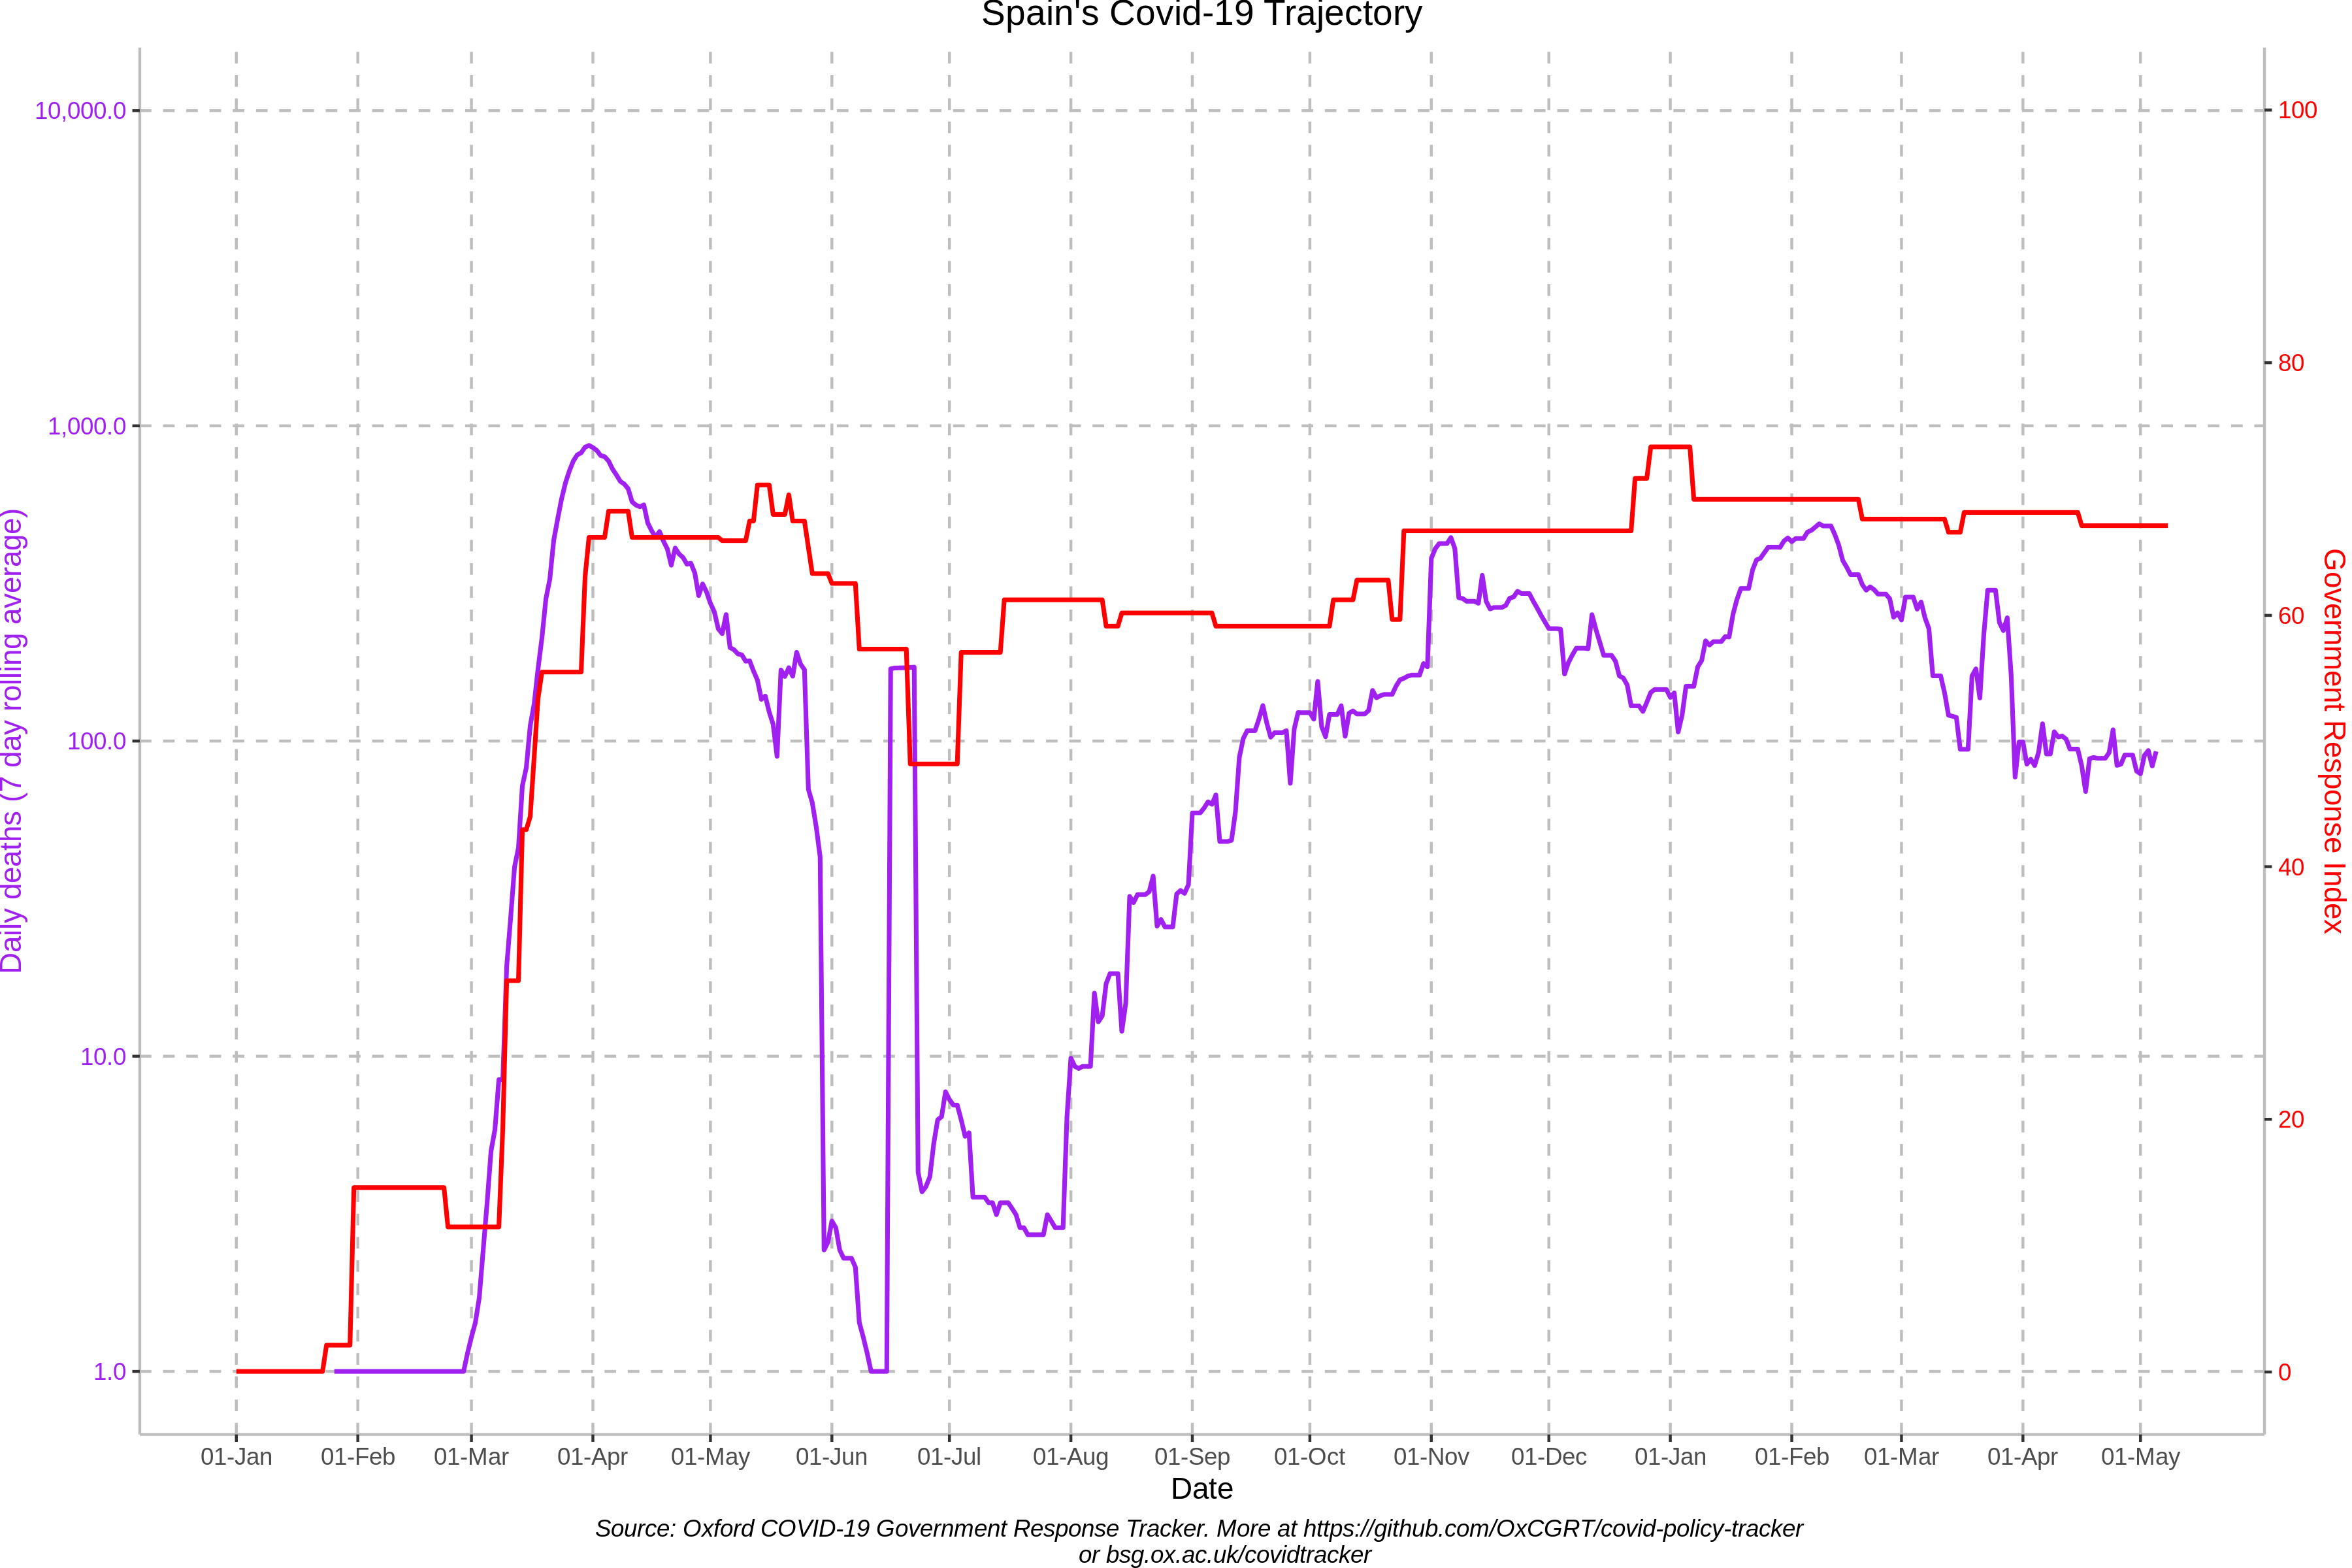 Spain's Covid-19 Trajectory
10,000.0
1,000.0
100.0
10.0
1.0
Daily deaths (7 day rolling average)
100
80
60
40
20
0
Government Response Index
01-Jan 01-Feb 01-Mar 01-Apr 01-May 01-Jun 01-Jul 01-Aug 01-Sep 01-Oct 01-Nov 01-Dec 01-Jan 01-Feb 01-Mar 01-Apr 01-May
Date
Source: Oxford COVID-19 Government Response Tracker. More at https://github.com/OxCGRT/covid-policy-tracker
or bsg.ox.ac.uk/covidtracker